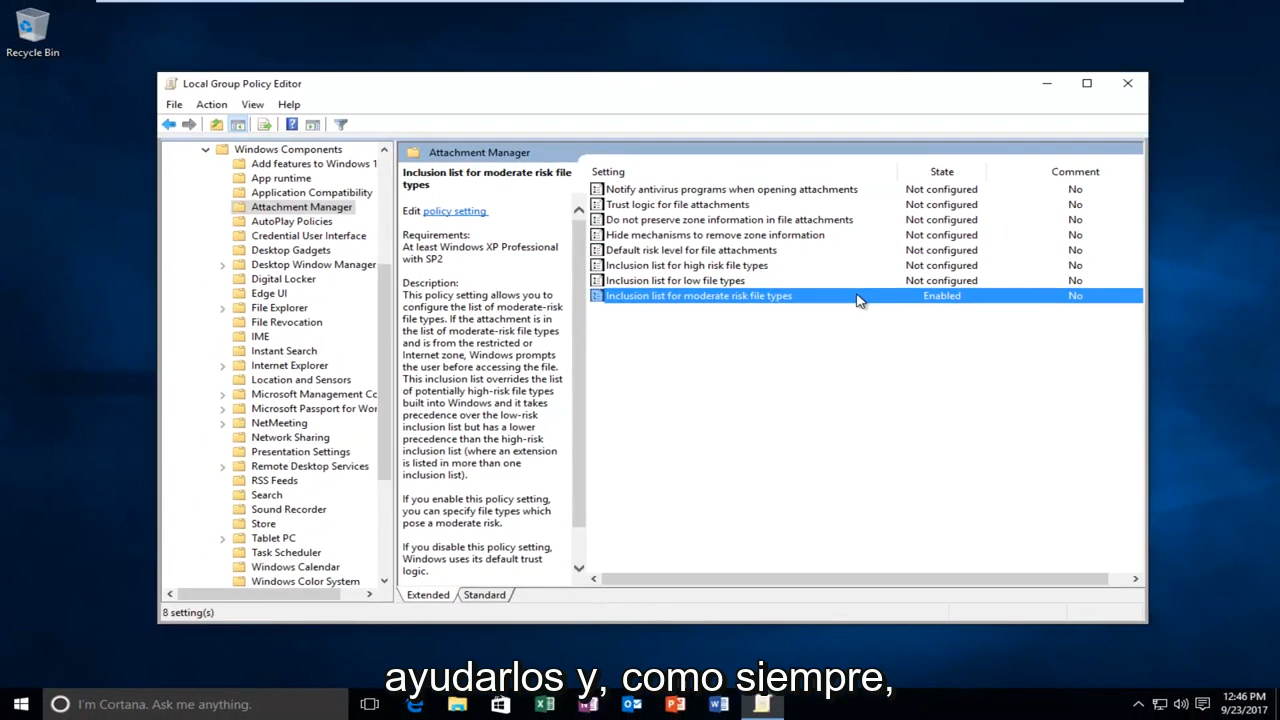 Recycle Bin
Local Group Policy Editor
File Action View Help
Windows Components
Add features to Windows 1
App runtime
Application Compatibility
Attachment Manager
AutoPlay Policies
Credential User Interface
Desktop Gadgets
Desktop Window Manager
Digital Locker
Edge UI
File Explorer
File Revocation
IME
Instant Search
Internet Explorer
Location and Sensors
Microsoft Management Cc
Microsoft Passport for Wor
NetMeeting
Network Sharing
Presentation Settings
Remote Desktop Services
RSS Feeds
Search
Sound Recorder
Store
Tablet PC
Task Scheduler
Windows Calendar
Windows Color System
Attachment Manager
Inclusion list for moderate risk file
types
Edit policy setting
Requirements:
At least Windows XP Professional
with SP2
Description:
This policy setting allows you to
configure the list of moderate-risk
file types. If the attachment is in
the list of moderate-risk file types
and is from the restricted or
Internet zone, Windows prompts
the user before accessing the file.
This inclusion list overrides the list
of potentially high-risk file types
built into Windows and it takes
precedence over the low-risk
inclusion list but has a lower
precedence than the high-risk
inclusion list (where an extension
is listed in more than one
inclusion list).
If you enable this policy setting,
you can specify file types which
pose a moderate risk.
If you disable this policy setting,
Windows uses its default trust
logic.
Setting State Comment
Notify antivirus programs when opening attachments Not configured No
Trust logic for file attachments Not configured No
Do not preserve zone information in file attachments Not configured No
Hide mechanisms to remove zone information Not configured No
Default risk level for file attachments Not configured No
Inclusion list for high risk file types Not configured No
Inclusion list for low file types Not configured No
Inclusion list for moderate risk file types Enabled No
Extended Standard
8 setting(s)
ayudarlos y, como siempre,
I'm Cortana. Ask me anything.
12:46 PM
9/23/2017